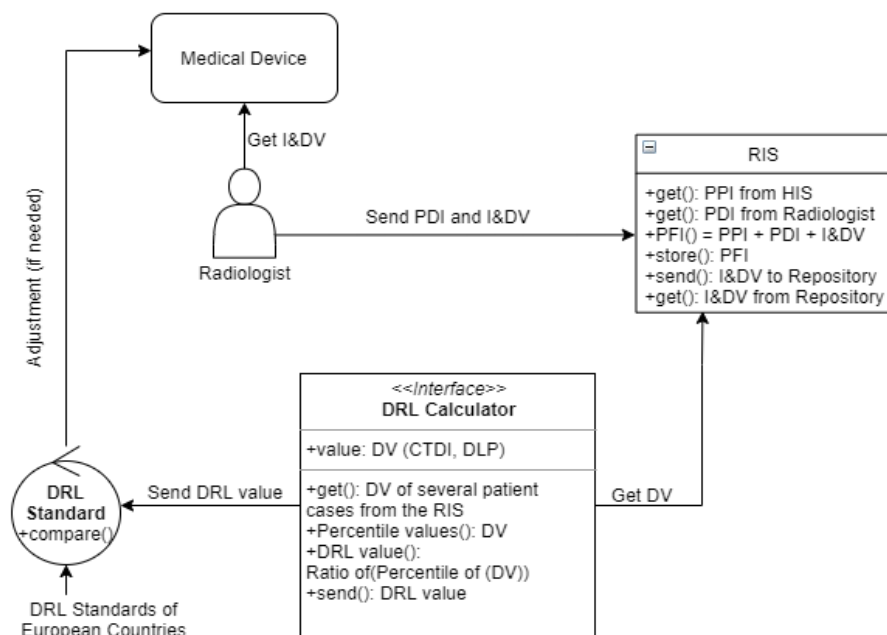 Medical Device
Get I&DV
Radiologist
Send PDI and I&DV
RIS
+get(): PPI from HIS
+get(): PDI from Radiologist
+PFI() = PPI + PDI + I&DV
+store(): PFI
+send(): I&DV to Repository
+get(): I&DV from Repository
Adjustment (if needed)
<<Interface>>
DRL Calculator
+value: DV (CTDI, DLP)
+get(): DV of several patient
cases from the RIS
+Percentile values(): DV
+DRL value():
Ratio of(Percentile of (DV))
+send(): DRL value
Get DV
Send DRL value
DRL
Standard
+compare()
DRL Standards of
European Countries